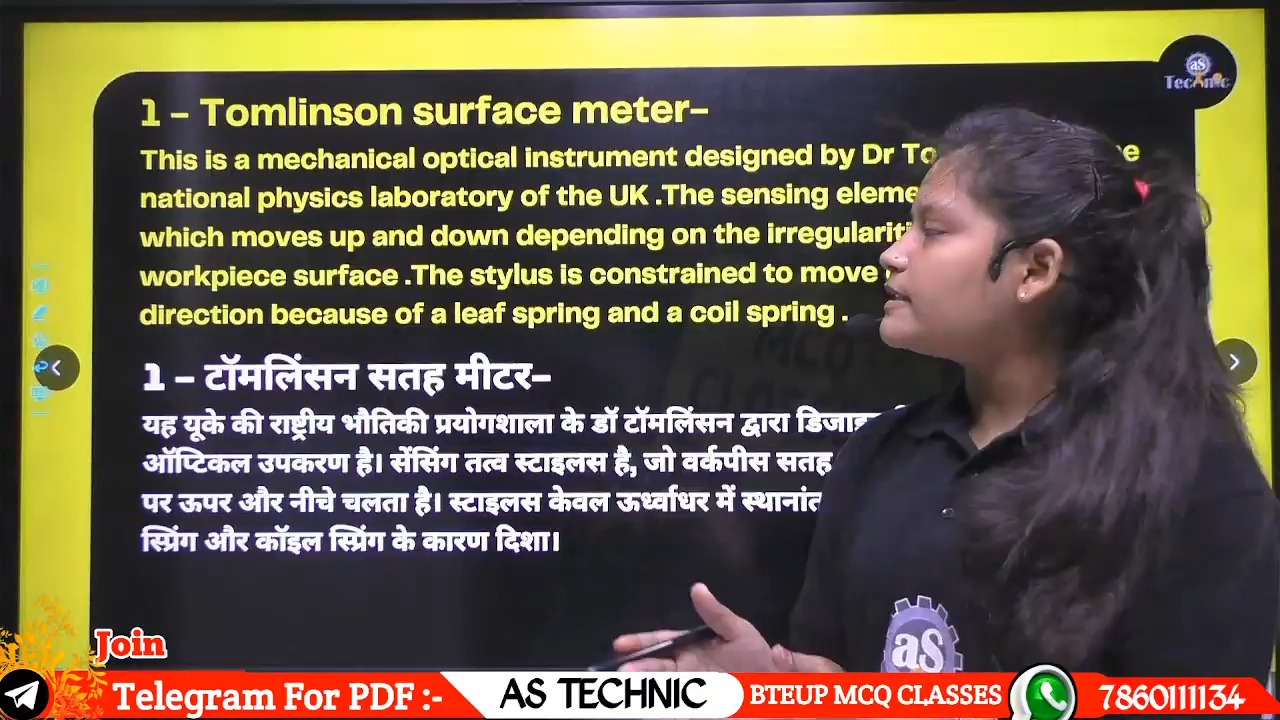 1 - Tomlinson surface meter-
This is a mechanical optical instrument designed by Dr
national physics laboratory of the UK .The sensing
which moves up and down depending on the
workpiece surface .The stylus is constrained to move
direction because of a leaf spring and a coil spring .
1 - टॉमलिंसन सतह मीटर-
यह यूके की राष्ट्रीय भौतिकी प्रयोगशाला के डॉ टॉमलिंसन द्वारा
ऑप्टिकल उपकरण है। सेंसिंग तत्व स्टाइलस है, जो वर्कपीस सतह
पर ऊपर और नीचे चलता है। स्टाइलस केवल ऊर्ध्वाधर में
स्प्रिंग और कॉइल स्प्रिंग के कारण दिशा।
aS
Technic
MCQ
aS
Join
Telegram For PDF :-
AS TECHNIC
BTEUP MCQ CLASSES
7860111134